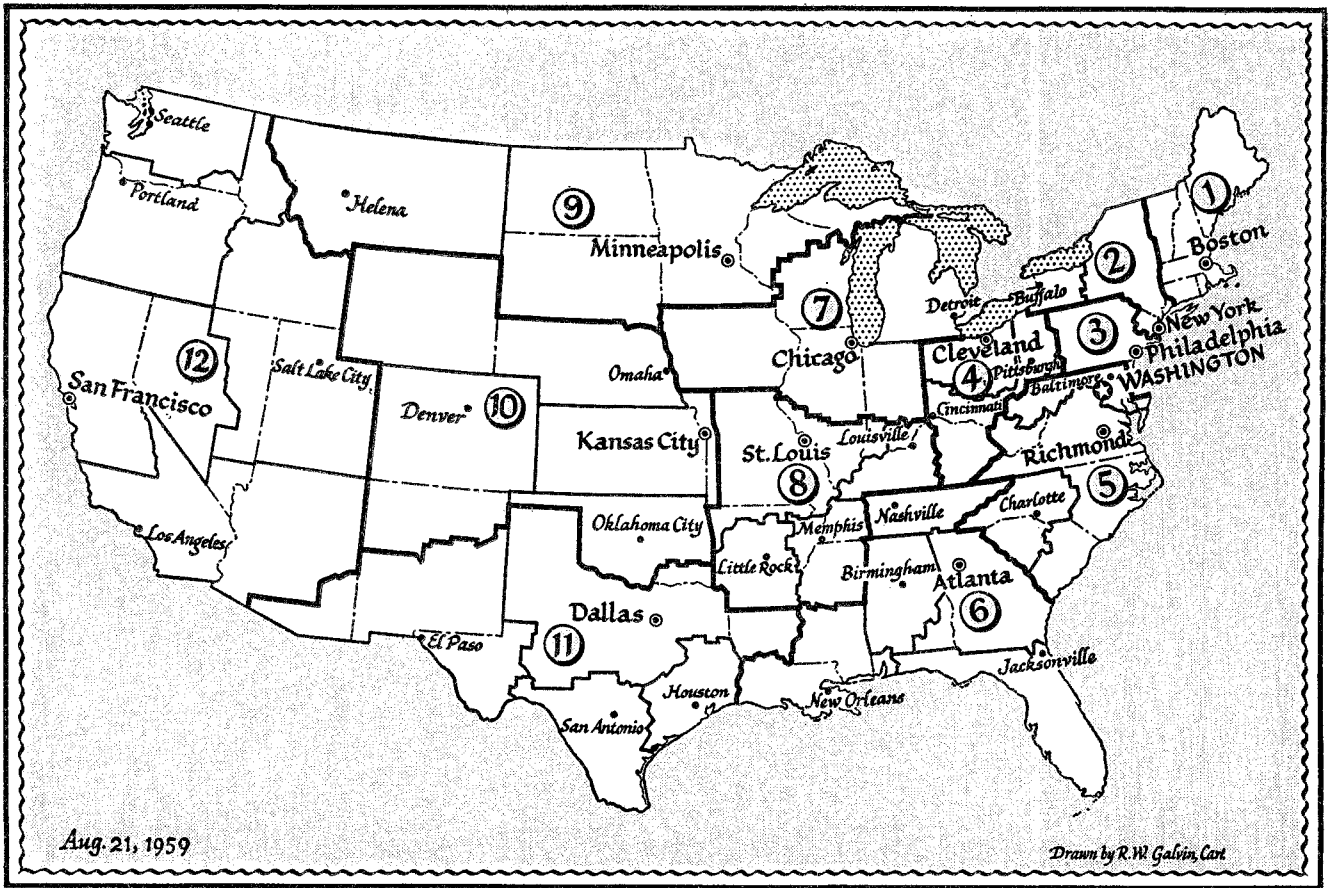 Seattle
Portland
Helena
9
Minneapolis
1
Boston
2
Buffalo
Detroit
7
New York
3
Philadelphia
Chicago
Cleveland
Pittsburgh
WASHINGTON
Baltimore
4
12
Salt Lake City
Omaha
San Francisco
Denver
10
Cincinnati
Kansas City
Louisville
St. Louis
Richmond
8
5
Charlotte
Nashville
Oklahoma City
Memphis
Los Angeles
Little Rock
Birmingham
Atlanta
6
Dallas
11
El Paso
Jacksonville
Houston
New Orleans
San Antonio
Aug. 21, 1959
Drawn by R.W. Galvin, Cart